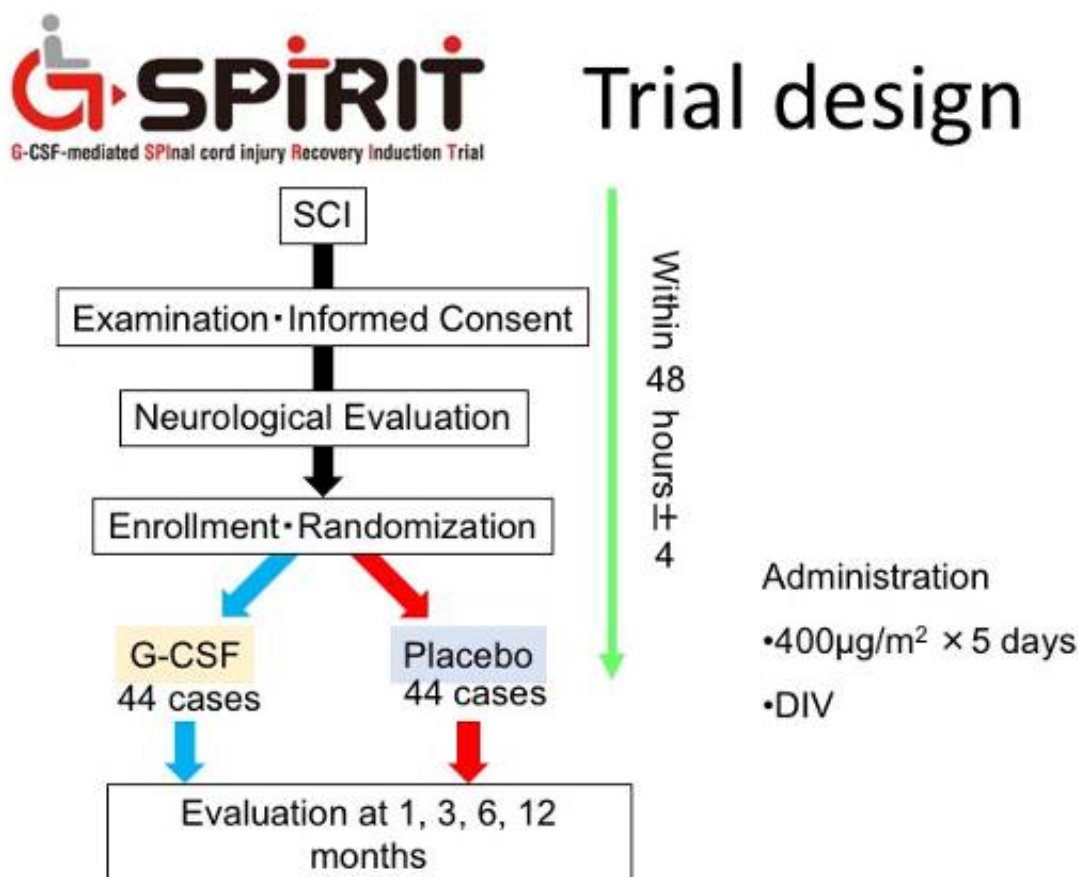 G-SPIRIT
G-CSF-mediated SPInal cord injury Recovery Induction Trial
Trial design
SCI
Examination・Informed Consent
Neurological Evaluation
Enrollment・Randomization
Within 48 hours±4
G-CSF
44 cases
Placebo
44 cases
Administration
•400µg/m² × 5 days
•DIV
Evaluation at 1, 3, 6, 12
months